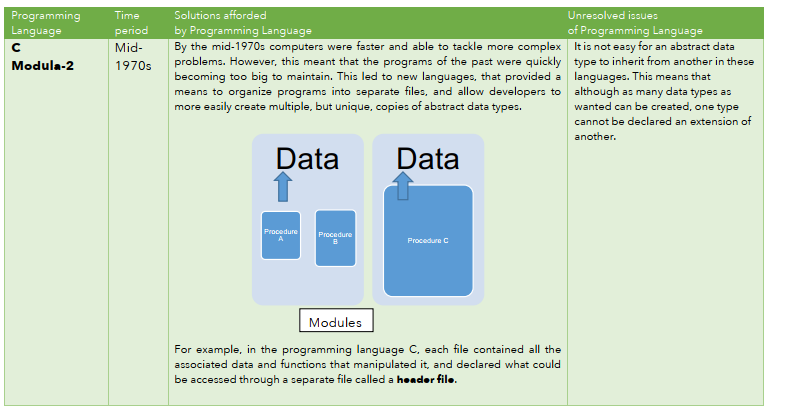 Programming
Language
Time
period
Solutions afforded
by Programming Language
Unresolved issues
of Programming Language
C
Modula-2
Mid-
1970s
By the mid-1970s computers were faster and able to tackle more complex
problems. However, this meant that the programs of the past were quickly
becoming too big to maintain. This led to new languages, that provided a
means to organize programs into separate files, and allow developers to
more easily create multiple, but unique, copies of abstract data types.
Data
Procedure
A
Procedure
B
Data
Procedure C
Modules
For example, in the programming language C, each file contained all the
associated data and functions that manipulated it, and declared what could
be accessed through a separate file called a header file.
It is not easy for an abstract data
type to inherit from another in these
languages. This means that
although as many data types as
wanted can be created, one type
cannot be declared an extension of
another.